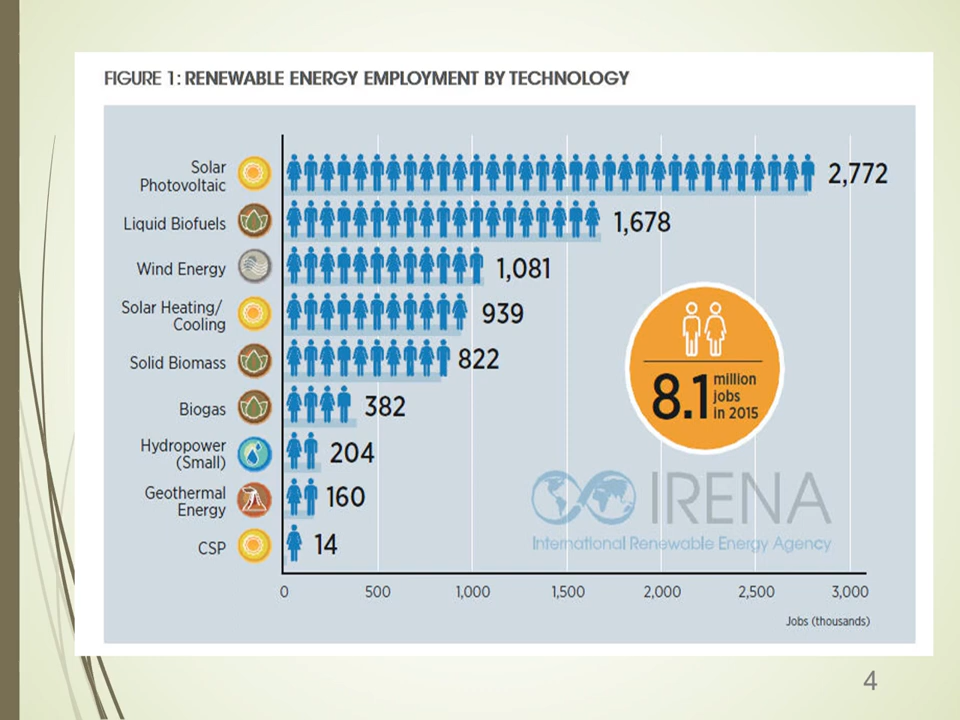 FIGURE 1: RENEWABLE ENERGY EMPLOYMENT BY TECHNOLOGY
Solar
Photovoltaic
2,772
Liquid Biofuels
1,678
Wind Energy
1,081
Solar Heating/
Cooling
939
Solid Biomass
822
Biogas
382
Hydropower
(Small)
204
Geothermal
Energy
160
CSP
14
8.1 million
jobs
in 2015
IRENA
International Renewable Energy Agency
0 500 1,000 1,500 2,000 2,500 3,000
Jobs (thousands)
4